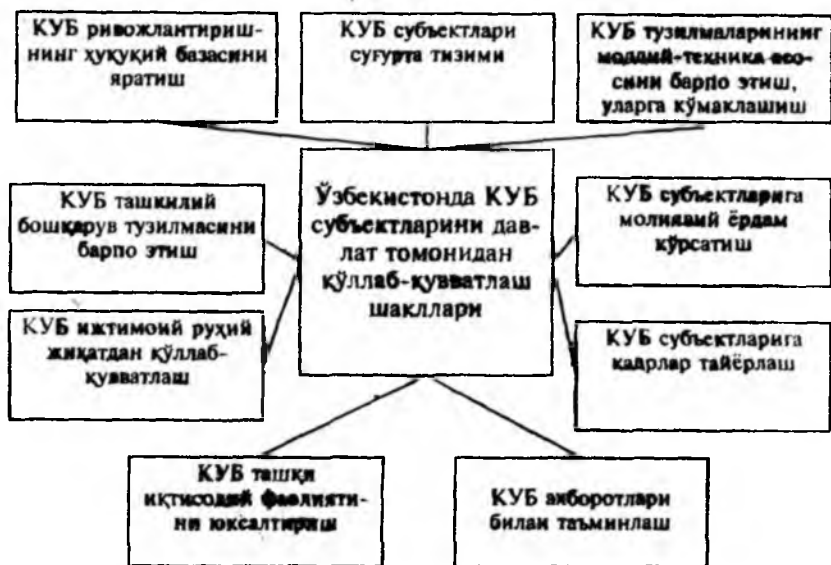 КУБ ривожлантириш-
нинг ҳуқуқий базасини
яратиш
КУБ субъектлари
суғурта тизими
КУБ тузилмаларининг
моддий-техника асо-
сини барпо этиш,
уларга кўмаклашиш
КУБ ташкилий
бошқарув тузилмасини
барпо этиш
Ўзбекистонда КУБ
субъектларини дав-
лат томонидан
қўллаб-қувватлаш
шакллари
КУБ субъектларига
молиявий ёрдам
кўрсатиш
КУБ ижтимоий руҳий
жиҳатдан қўллаб-
қувватлаш
КУБ субъектларига
кадрлар тайёрлаш
КУБ ташқи
иқтисодий фаолияти-
ни юксалтириш
КУБ ахборотлари
билан таъминлаш